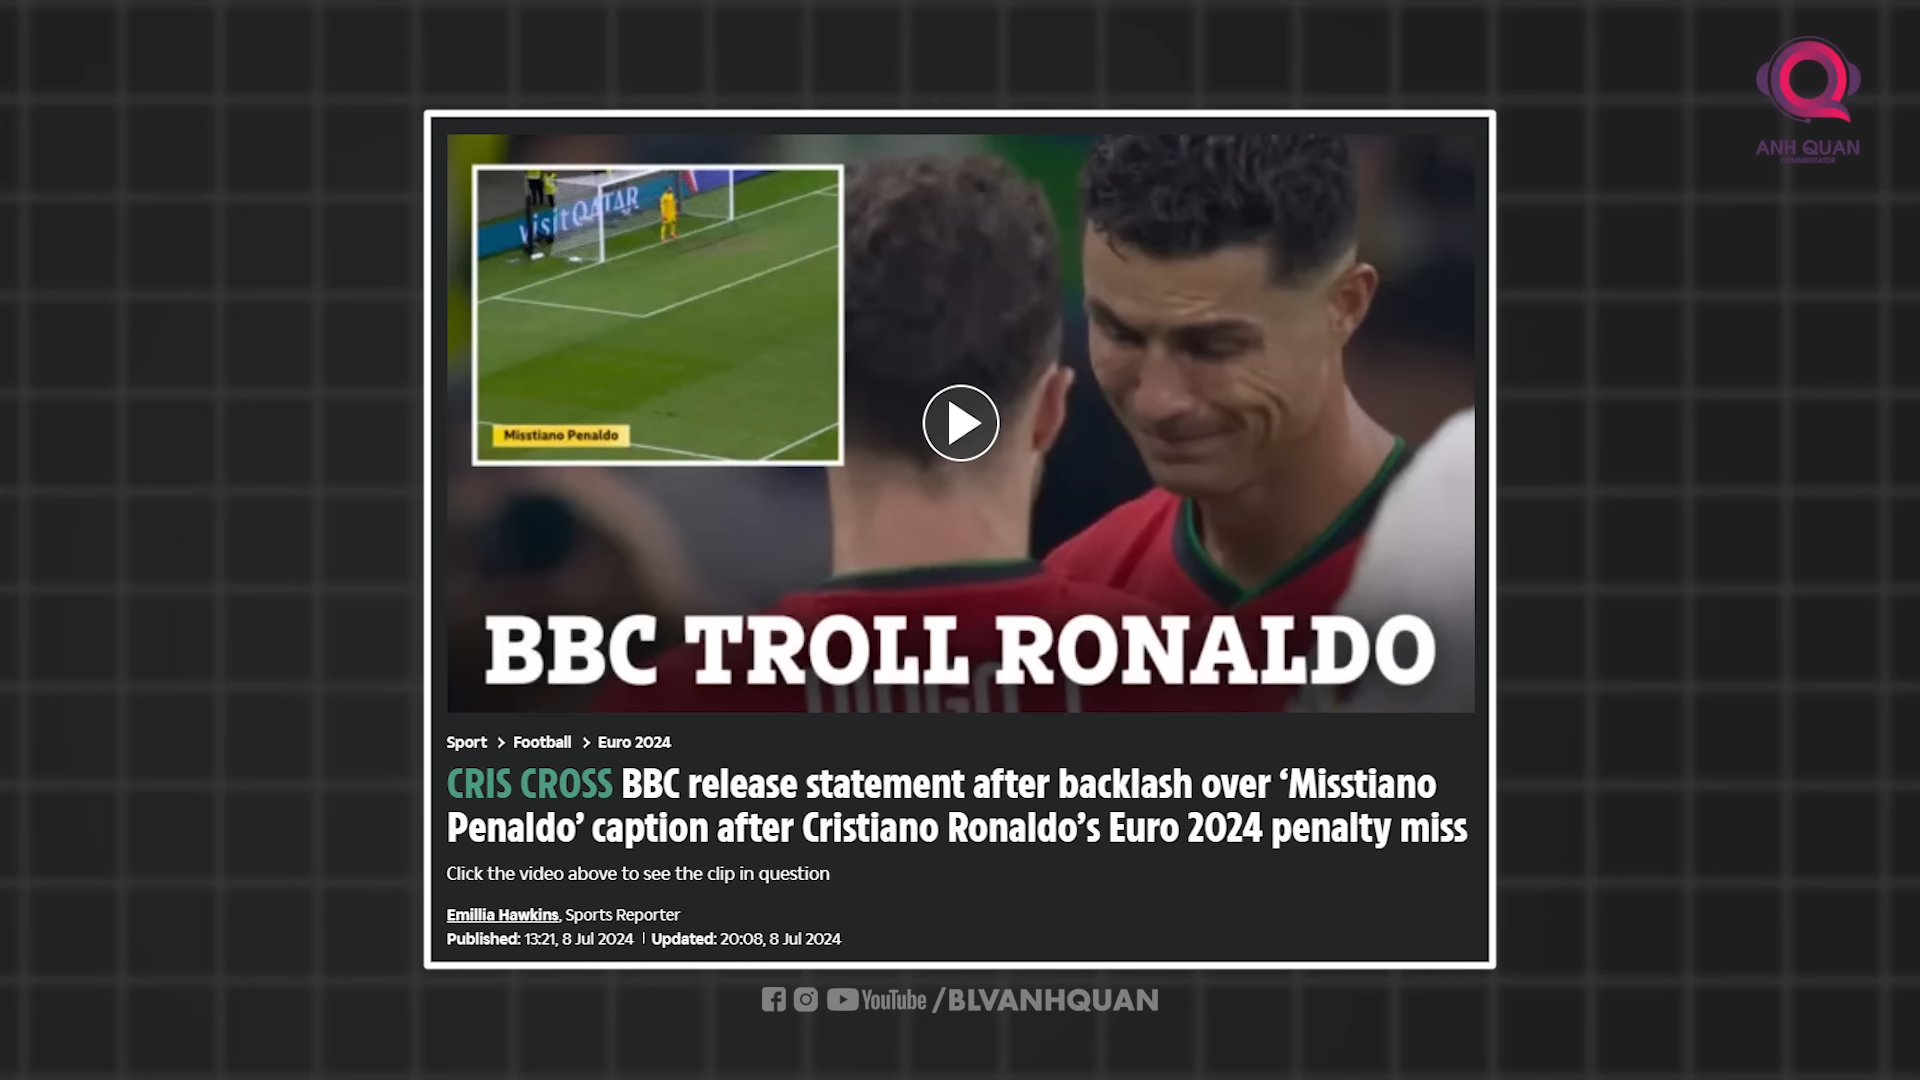 ANH QUAN
COMMENTATOR
visit QATAR
Misstiano Penaldo
BBC TROLL RONALDO
Sport > Football > Euro 2024
CRIS CROSS BBC release statement after backlash over ‘Misstiano
Penaldo’ caption after Cristiano Ronaldo’s Euro 2024 penalty miss
Click the video above to see the clip in question
Emillia Hawkins, Sports Reporter
Published: 13:21, 8 Jul 2024 | Updated: 20:08, 8 Jul 2024
YouTube /BLVANHQUAN